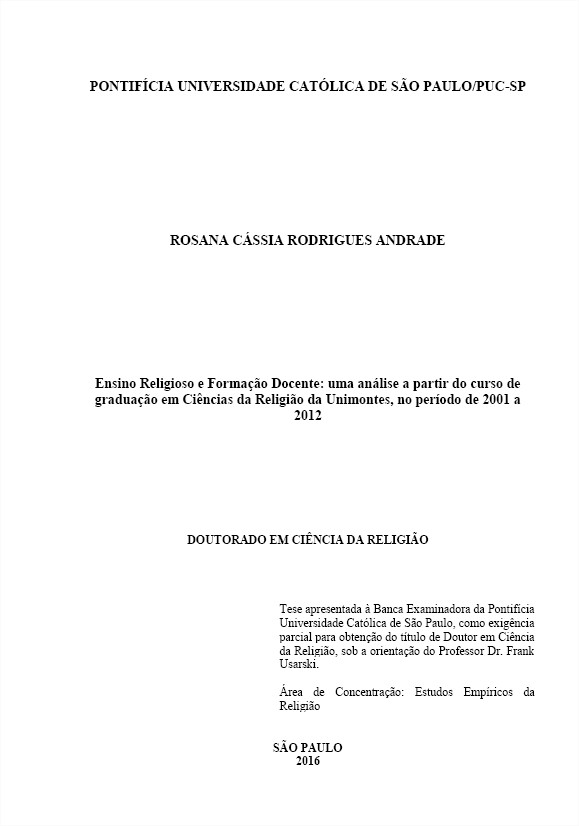 PONTIFÍCIA UNIVERSIDADE CATÓLICA DE SÃO PAULO/PUC-SP
ROSANA CÁSSIA RODRIGUES ANDRADE
Ensino Religioso e Formação Docente: uma análise a partir do curso de
graduação em Ciências da Religião da Unimontes, no período de 2001 a
2012
DOUTORADO EM CIÊNCIA DA RELIGIÃO
Tese apresentada à Banca Examinadora da Pontifícia
Universidade Católica de São Paulo, como exigência
parcial para obtenção do título de Doutor em Ciência
da Religião, sob a orientação do Professor Dr. Frank
Usarski.
Área de Concentração: Estudos Empíricos da
Religião
SÃO PAULO
2016